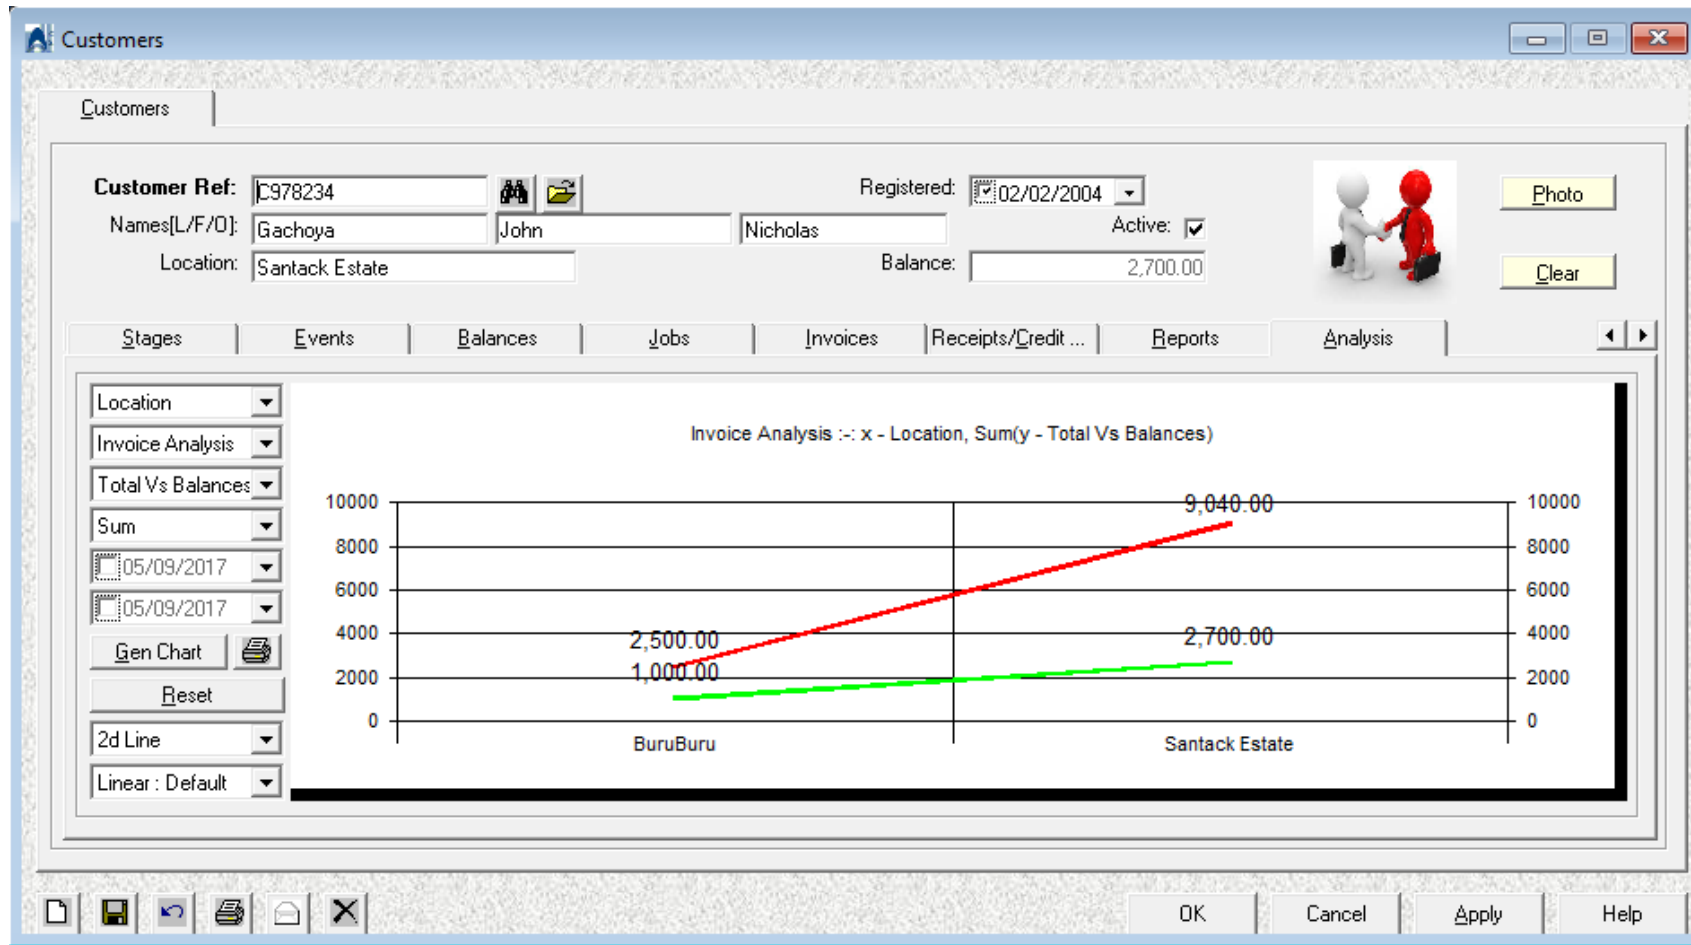 Customers
Customers
Customer Ref: C978234 Registered: 02/02/2004 Photo
Names[L/F/O]: Gachoya John Nicholas Active:
Location: Santack Estate Balance: 2,700.00 Clear
Stages Events Balances Jobs Invoices Receipts/Credit ... Reports Analysis
Location
Invoice Analysis
Total Vs Balances
Sum
05/09/2017
05/09/2017
Gen Chart
Reset
2d Line
Linear : Default
Invoice Analysis :-: x - Location, Sum(y - Total Vs Balances)
10000 9,040.00 10000
8000 8000
6000 6000
4000 2,500.00 2,700.00 4000
2000 1,000.00 2000
0 0
BuruBuru Santack Estate
OK Cancel Apply Help